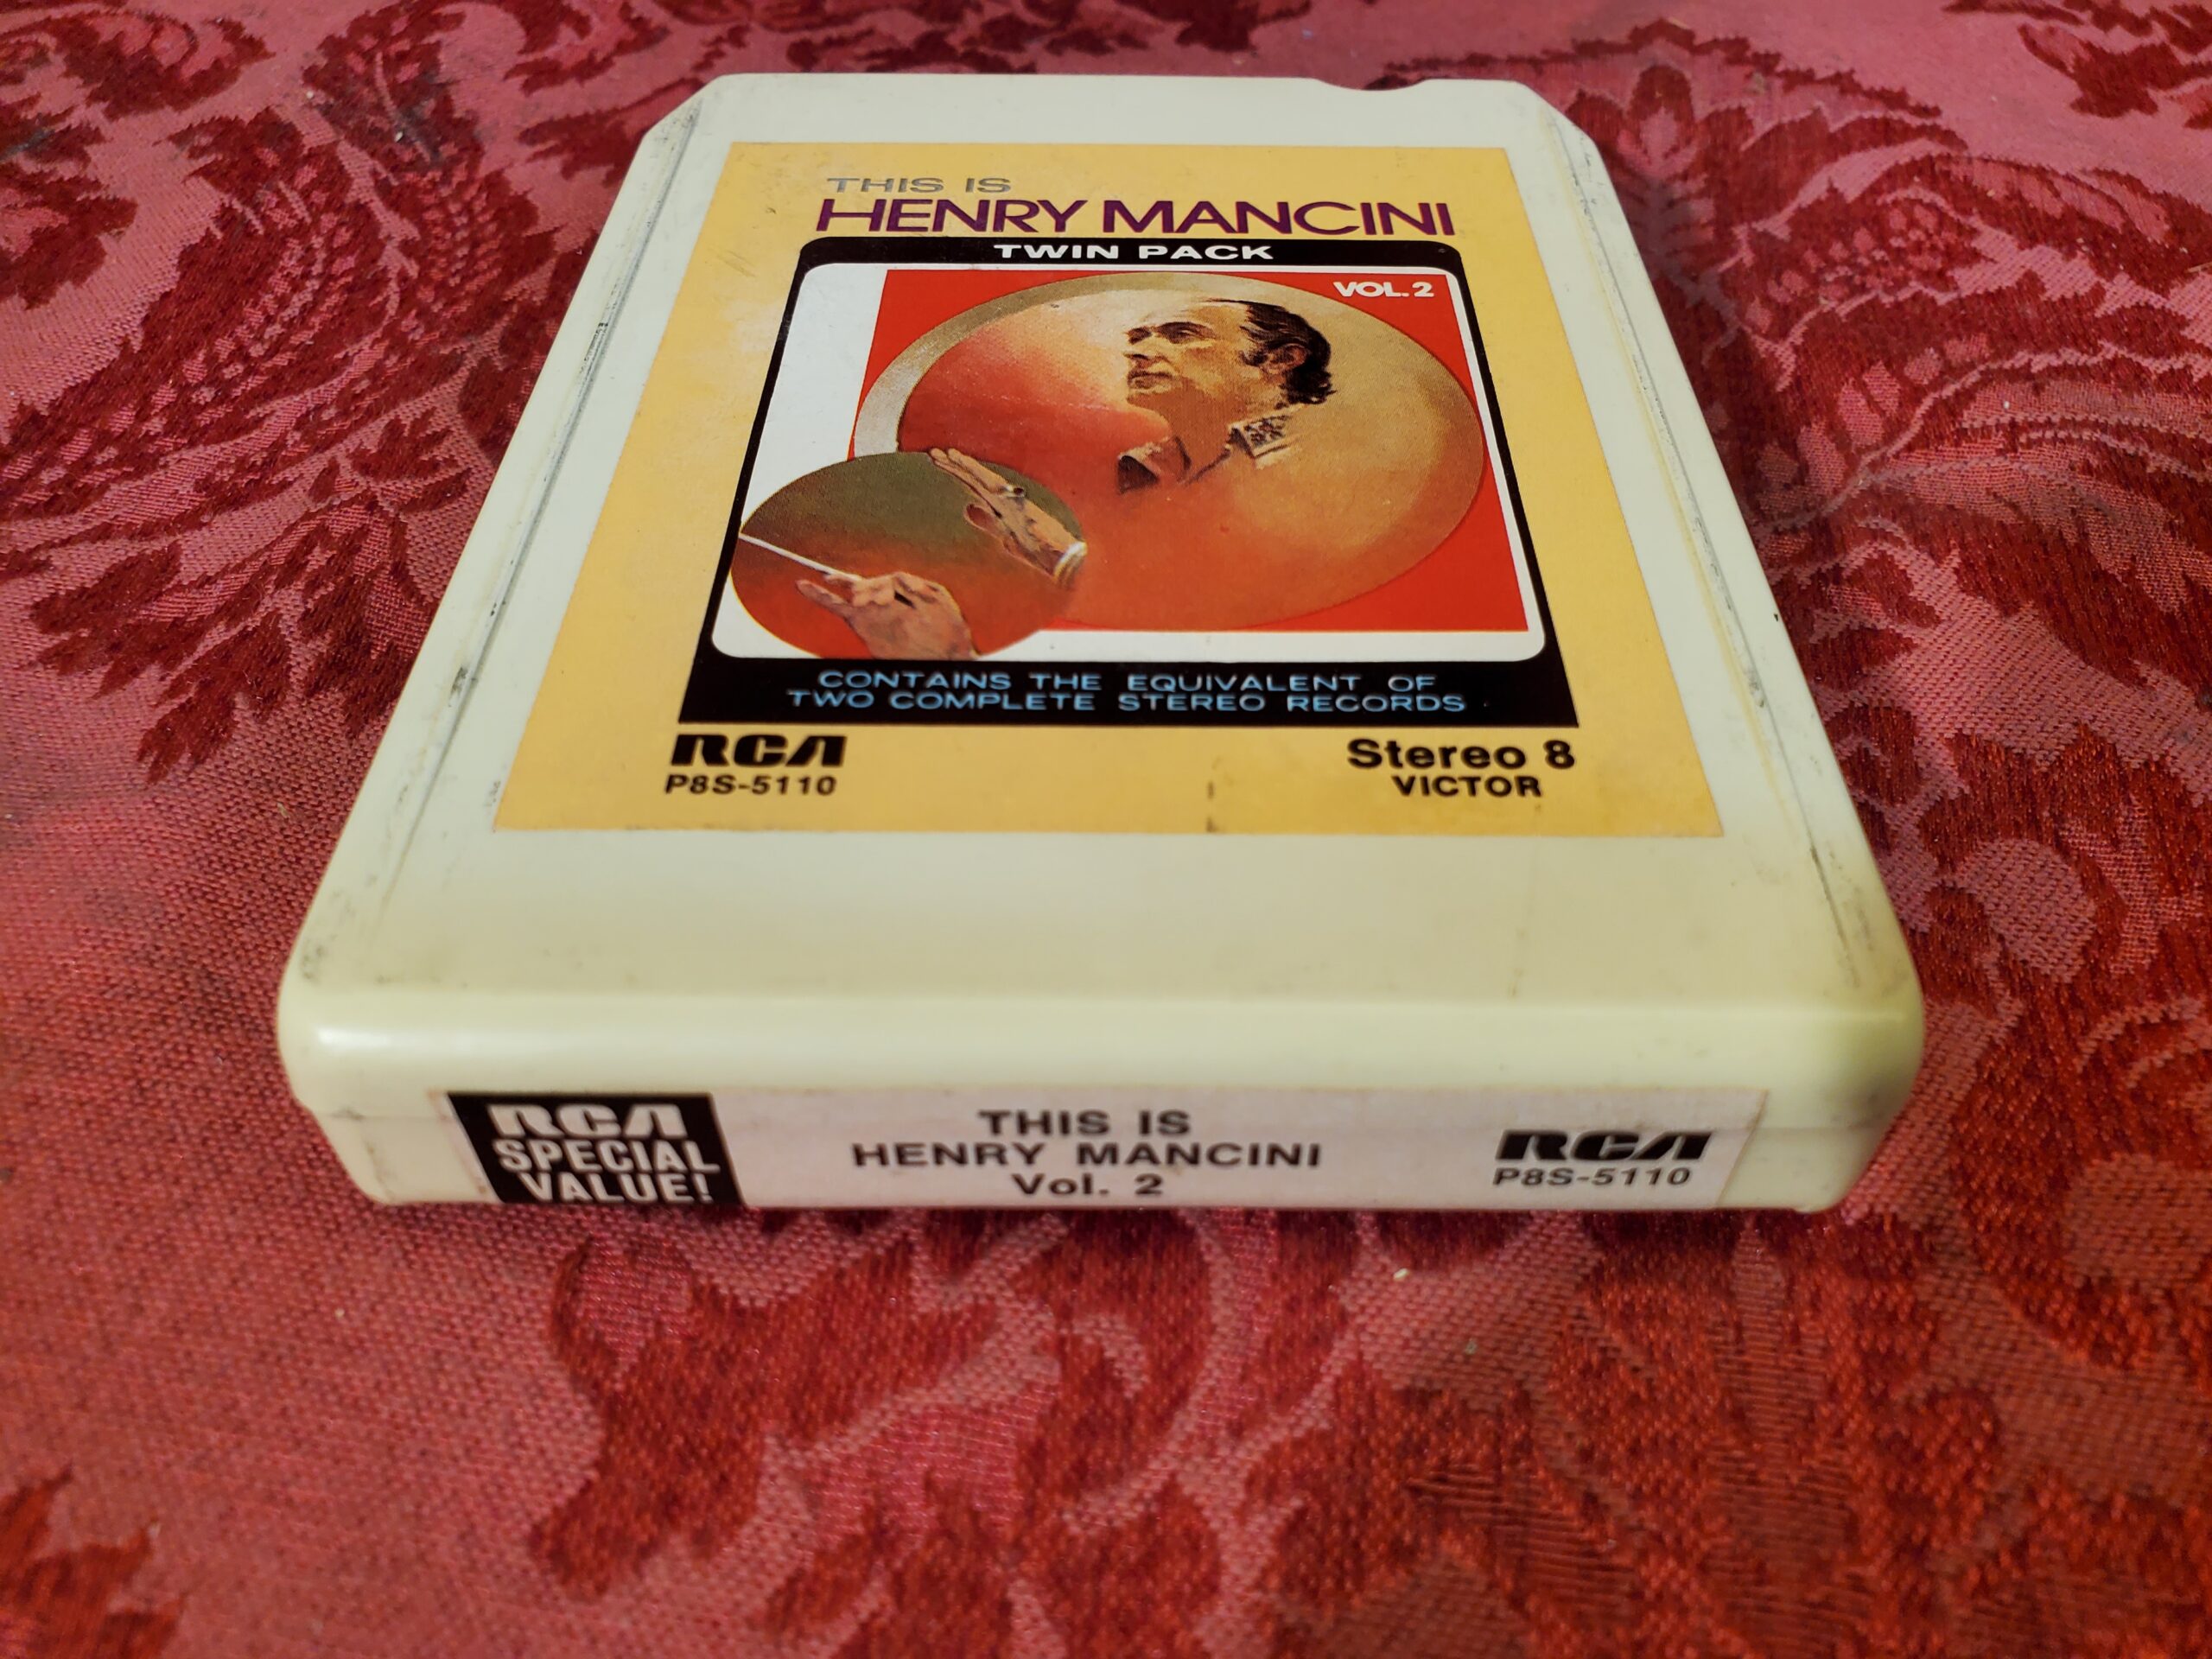 THIS IS
HENRY MANCINI
TWIN PACK
VOL. 2
CONTAINS THE EQUIVALENT OF
TWO COMPLETE STEREO RECORDS
RCA
P8S-5110
Stereo 8
VICTOR
RCA
SPECIAL
VALUE!
THIS IS
HENRY MANCINI
Vol. 2
RCA
P8S-5110